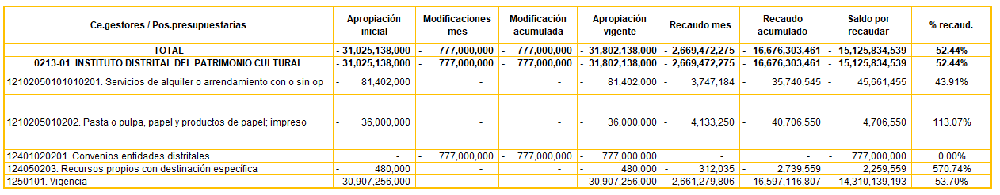 Ce.gestores / Pos.presupuestarias Apropiación inicial Modificaciones mes Modificación acumulada Apropiación vigente Recaudo mes Recaudo acumulado Saldo por recaudar % recaud.
TOTAL - 31,025,138,000 - 777,000,000 - 777,000,000 - 31,802,138,000 - 2,669,472,275 - 16,676,303,461 - 15,125,834,539 52.44%
0213-01 INSTITUTO DISTRITAL DEL PATRIMONIO CULTURAL - 31,025,138,000 - 777,000,000 - 777,000,000 - 31,802,138,000 - 2,669,472,275 - 16,676,303,461 - 15,125,834,539 52.44%
12102050101010201. Servicios de alquiler o arrendamiento con o sin op - 81,402,000 - - - 81,402,000 - 3,747,184 - 35,740,545 - 45,661,455 43.91%
1210205010202. Pasta o pulpa, papel y productos de papel; impreso - 36,000,000 - - - 36,000,000 - 4,133,250 - 40,706,550 4,706,550 113.07%
12401020201. Convenios entidades distritales - - 777,000,000 - 777,000,000 - 777,000,000 - - - 777,000,000 0.00%
124050203. Recursos propios con destinación específica - 480,000 - - - 480,000 - 312,035 - 2,739,559 2,259,559 570.74%
1250101. Vigencia - 30,907,256,000 - - - 30,907,256,000 - 2,661,279,806 - 16,597,116,807 - 14,310,139,193 53.70%